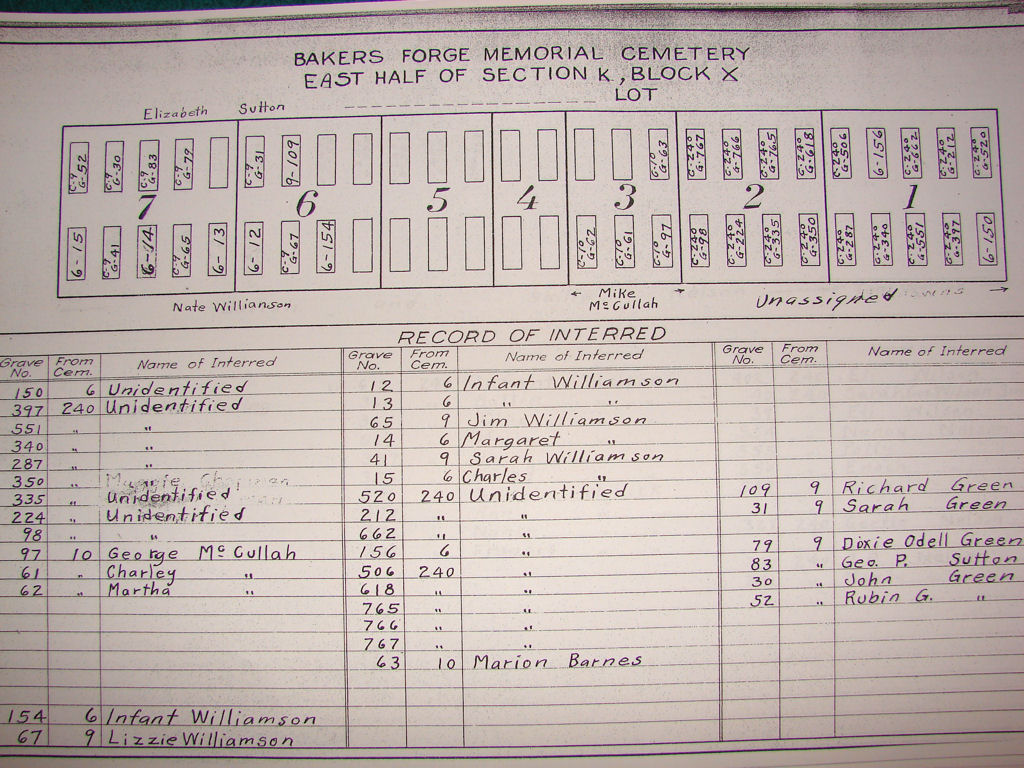 BAKERS FORGE MEMORIAL CEMETERY
EAST HALF OF SECTION K, BLOCK X
LOT
Elizabeth Sutton
C-9 G-52
C-9 G-30
C-9 G-83
C-9 G-79
C-9 G-31
9-109
C-10 G-63
C-240 G-767
C-240 G-766
C-240 G-765
C-240 G-618
C-240 G-506
6-156
C-240 G-662
C-240 G-212
C-240 G-520
7 6 5 4 3 2 1
6-15
C-9 G-41
6-14
C-9 G-65
6-13
6-12
C-9 G-67
6-154
C-10 G-62
C-10 G-61
C-10 G-97
C-240 G-98
C-240 G-224
C-240 G-335
C-240 G-350
C-240 G-287
C-240 G-340
C-240 G-551
C-240 G-397
6-150
Nate Williamson
Mike
McCullah
Unassigned
RECORD OF INTERRED
Grave No. From Cem. Name of Interred
150 6 Unidentified
397 240 Unidentified
551 " "
340 " "
287 " "
350 "
335 " Unidentified
224 " Unidentified
98 " "
97 10 George McCullah
61 " Charley "
62 " Martha "
154 6 Infant Williamson
67 9 Lizzie Williamson
Grave No. From Cem. Name of Interred
12 6 Infant Williamson
13 6 " "
65 9 Jim Williamson
14 6 Margaret "
41 9 Sarah Williamson
15 6 Charles "
520 240 Unidentified
212 " "
662 " "
156 6 "
506 240 "
618 " "
765 " "
766 " "
767 " "
63 10 Marion Barnes
Grave No. From Cem. Name of Interred
109 9 Richard Green
31 9 Sarah Green
79 9 Dixie Odell Green
83 " Geo. P. Sutton
30 " John Green
52 " Rubin G. "